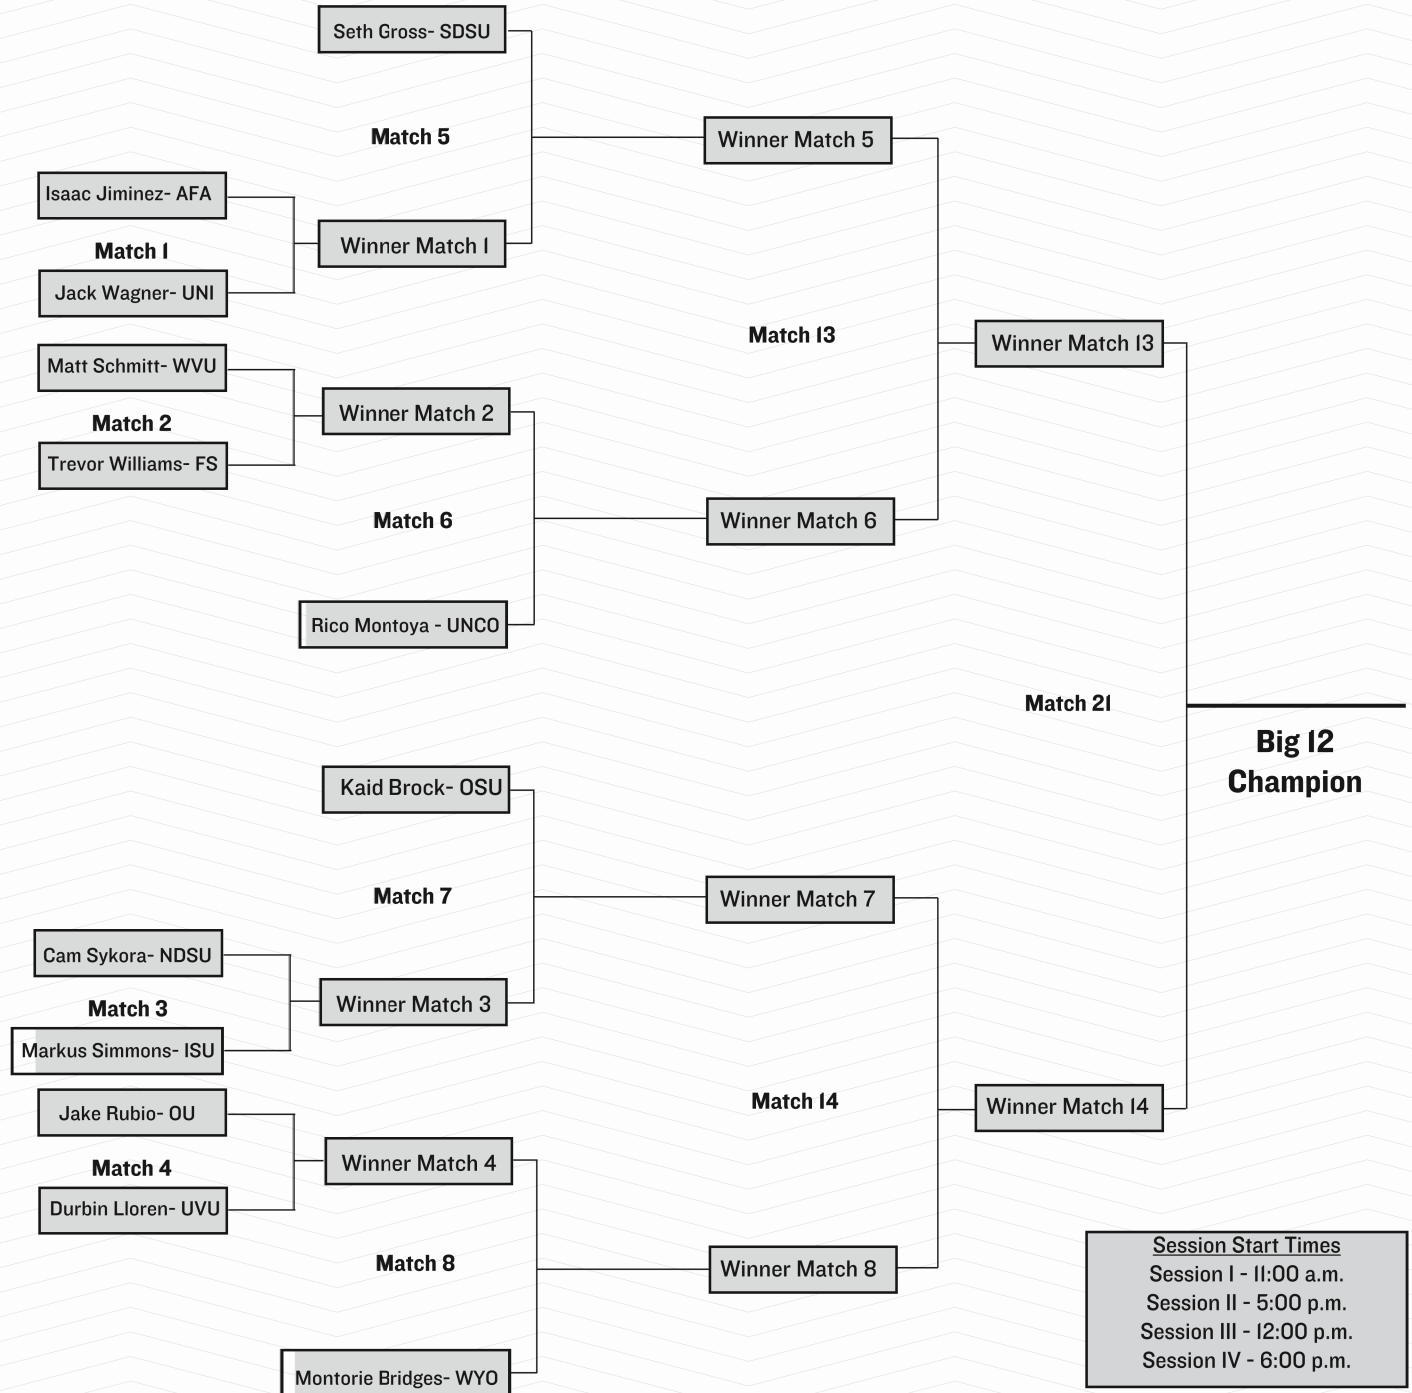 Seth Gross- SDSU
Match 5
Winner Match 5
Isaac Jiminez- AFA
Match 1
Winner Match 1
Jack Wagner- UNI
Match 13
Winner Match 13
Matt Schmitt- WVU
Match 2
Winner Match 2
Trevor Williams- FS
Match 6
Winner Match 6
Rico Montoya - UNCO
Match 21
Big 12
Champion
Kaid Brock- OSU
Match 7
Winner Match 7
Cam Sykora- NDSU
Match 3
Winner Match 3
Markus Simmons- ISU
Match 14
Winner Match 14
Jake Rubio- OU
Match 4
Winner Match 4
Durbin Lloren- UVU
Match 8
Winner Match 8
Montorie Bridges- WYO
Session Start Times
Session I - 11:00 a.m.
Session II - 5:00 p.m.
Session III - 12:00 p.m.
Session IV - 6:00 p.m.